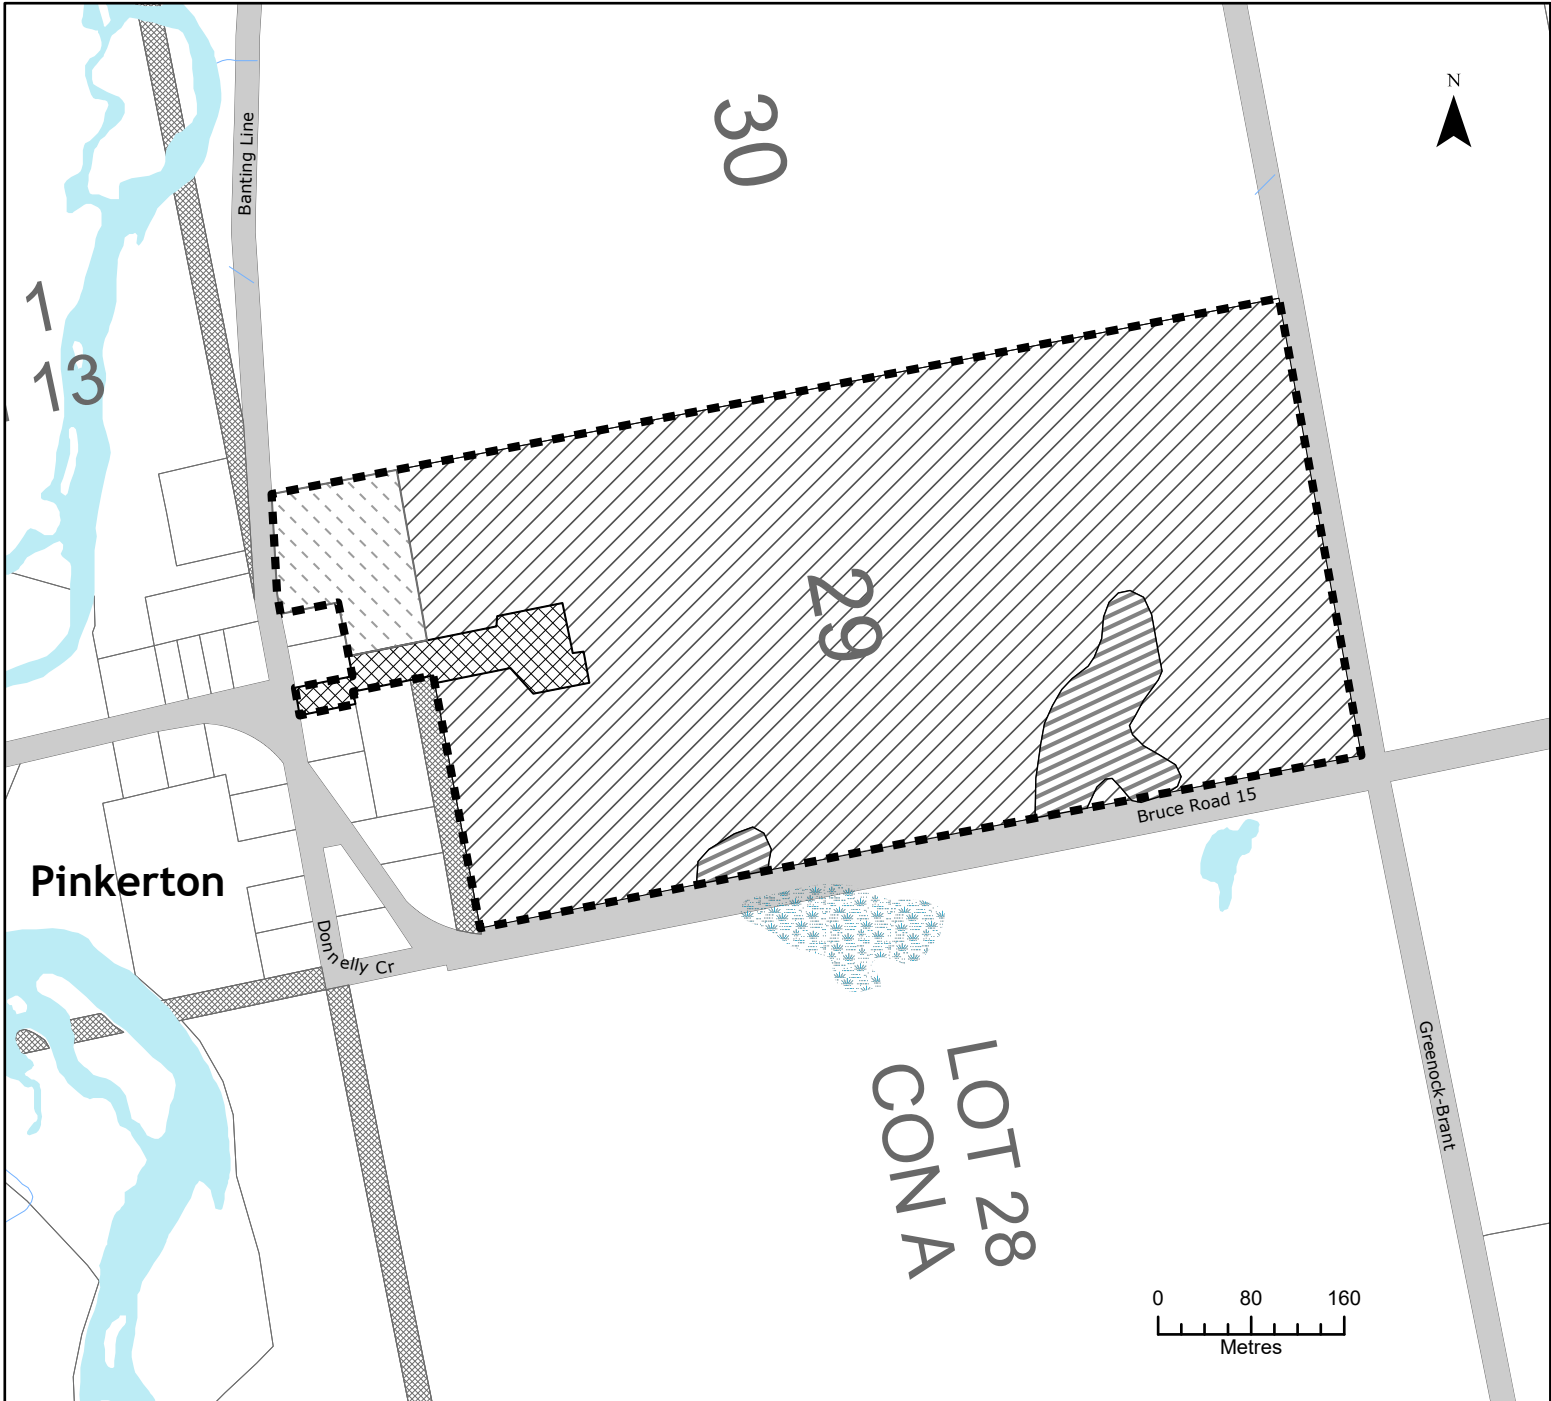 N
Banting Line
30
1
13
29
Bruce Road 15
Pinkerton
Donnelly Cr
Greenock-Brant
LOT 28
CON A
0 80 160
Metres